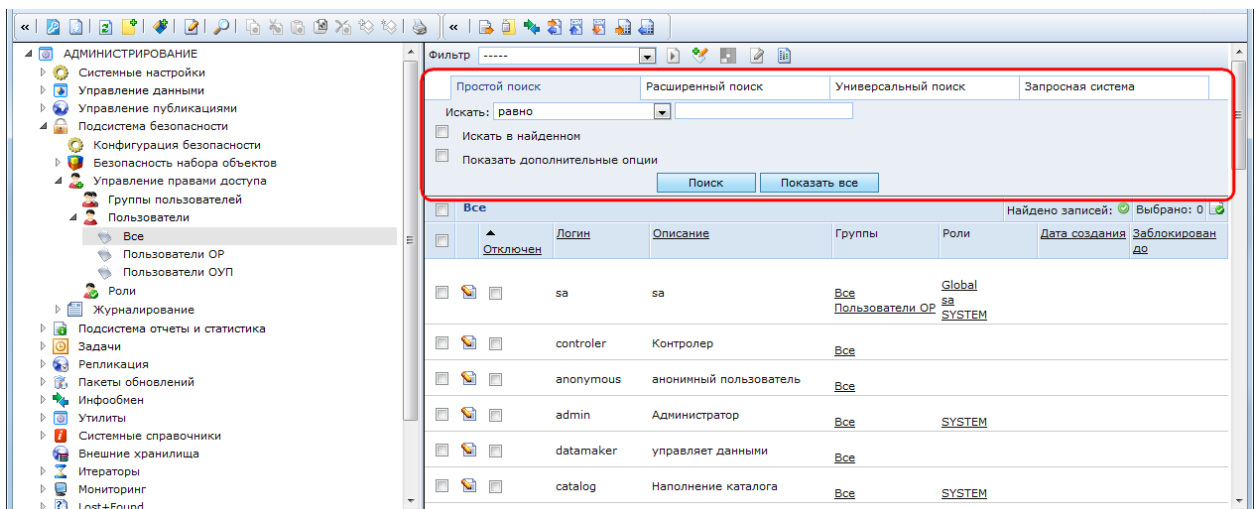 АДМИНИСТРИРОВАНИЕ
Системные настройки
Управление данными
Управление публикациями
Подсистема безопасности
Конфигурация безопасности
Безопасность набора объектов
Управление правами доступа
Группы пользователей
Пользователи
Все
Пользователи ОР
Пользователи ОУП
Роли
Журналирование
Подсистема отчеты и статистика
Задачи
Репликация
Пакеты обновлений
Инфообмен
Утилиты
Системные справочники
Внешние хранилища
Итераторы
Мониторинг
Lost+Found
Фильтр -----
Простой поиск Расширенный поиск Универсальный поиск Запросная система
Искать: равно
Искать в найденном
Показать дополнительные опции
Поиск Показать все
Все Найдено записей: Выбрано: 0
Отключен Логин Описание Группы Роли Дата создания Заблокирован до
sa sa Все Global
Пользователи ОР sa
SYSTEM
controler Контролер Все
anonymous анонимный пользователь Все
admin Администратор Все SYSTEM
datamaker управляет данными Все
catalog Наполнение каталога Все SYSTEM